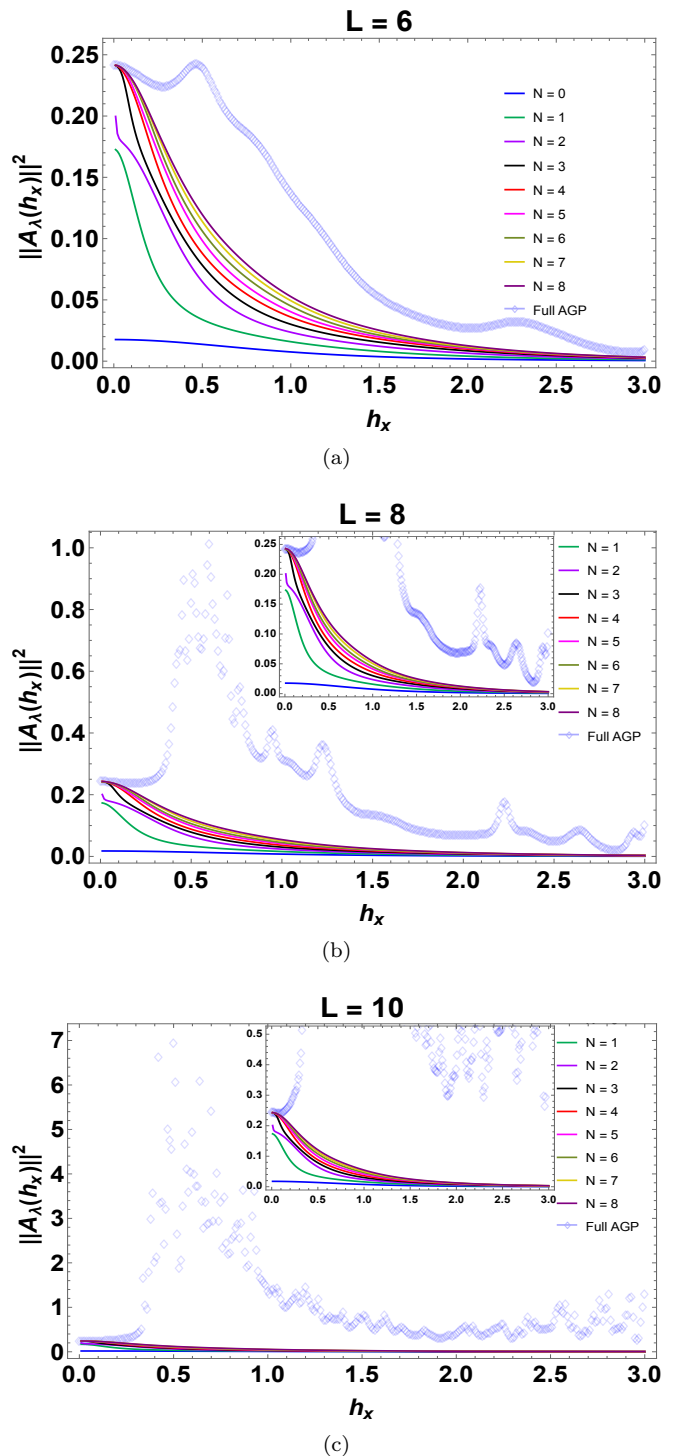 L = 6
||A_λ(h_x)||²
0.25
0.20
0.15
0.10
0.05
0.00
N = 0
N = 1
N = 2
N = 3
N = 4
N = 5
N = 6
N = 7
N = 8
Full AGP
0.0 0.5 1.0 1.5 2.0 2.5 3.0
h_x
(a)
L = 8
||A_λ(h_x)||²
1.0
0.8
0.6
0.4
0.2
0.0
0.25
0.20
0.15
0.10
0.05
0.00
0.0 0.5 1.0 1.5 2.0 2.5 3.0
N = 1
N = 2
N = 3
N = 4
N = 5
N = 6
N = 7
N = 8
Full AGP
0.0 0.5 1.0 1.5 2.0 2.5 3.0
h_x
(b)
L = 10
||A_λ(h_x)||²
7
6
5
4
3
2
1
0
0.5
0.4
0.3
0.2
0.1
0.0
0.0 0.5 1.0 1.5 2.0 2.5 3.0
N = 1
N = 2
N = 3
N = 4
N = 5
N = 6
N = 7
N = 8
Full AGP
0.0 0.5 1.0 1.5 2.0 2.5 3.0
h_x
(c)